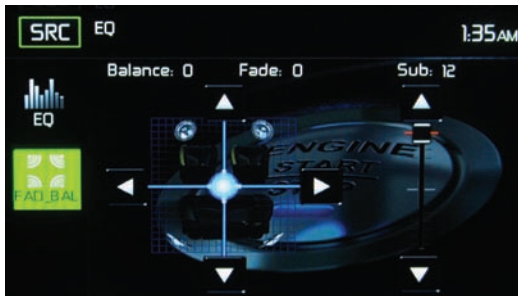 SRC EQ 1:35AM
Balance: 0 Fade: 0 Sub: 12
EQ
FAD_BAL
ENGINE
START